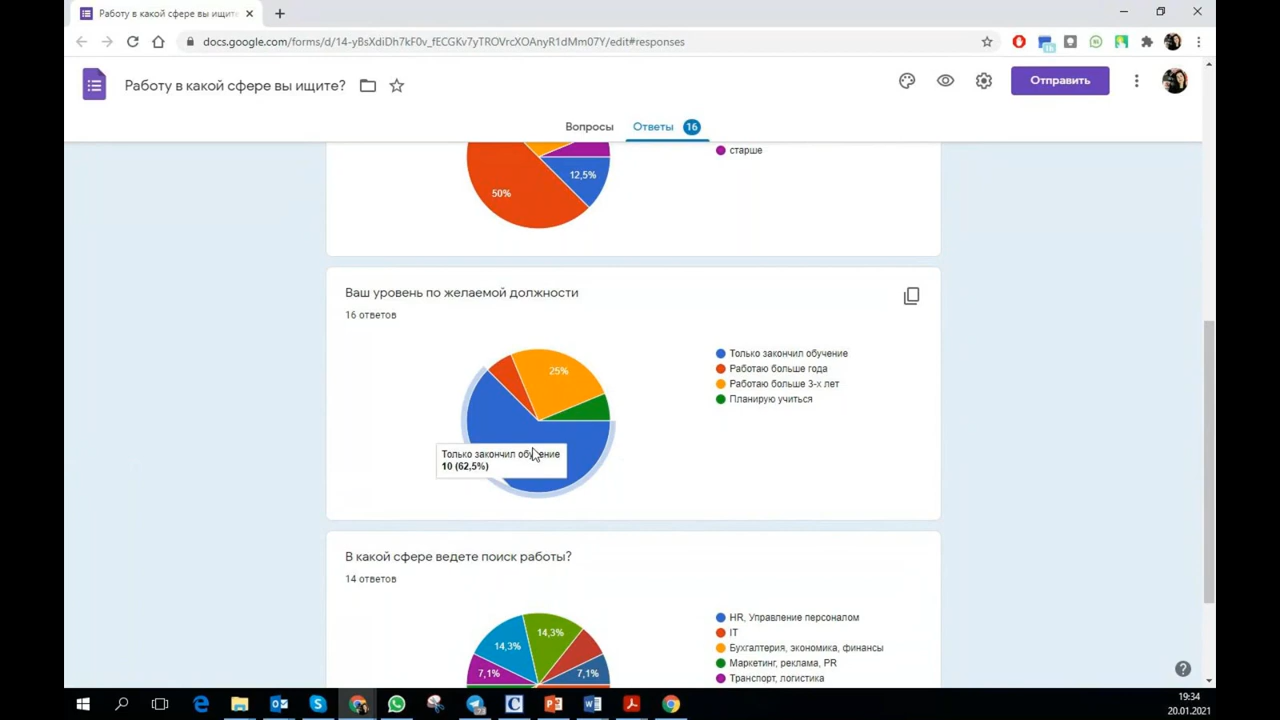 Работу в какой сфере вы ищит
docs.google.com/forms/d/14-yBsXdiDh7kF0v_fECGKv7yTROVrcXOAnyR1dMm07Y/edit#responses
Работу в какой сфере вы ищите?
Отправить
Вопросы
Ответы 16
старше
12,5%
50%
Ваш уровень по желаемой должности
16 ответов
25%
Только закончил обучение
10 (62,5%)
Только закончил обучение
Работаю больше года
Работаю больше 3-х лет
Планирую учиться
В какой сфере ведете поиск работы?
14 ответов
14,3%
14,3%
7,1%
7,1%
HR, Управление персоналом
IT
Бухгалтерия, экономика, финансы
Маркетинг, реклама, PR
Транспорт, логистика
19:34
20.01.2021